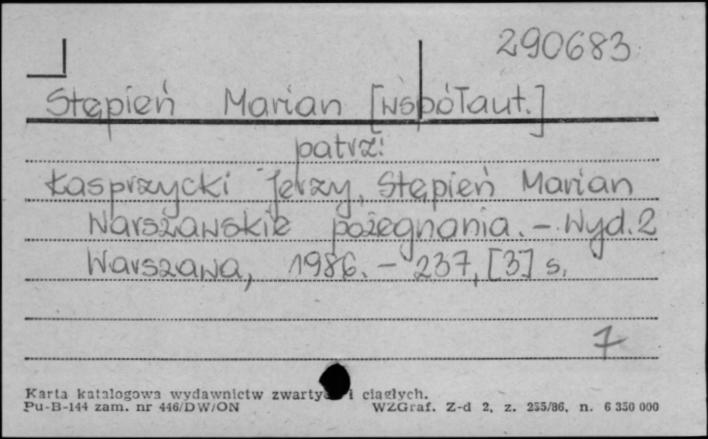 290683
Stępień Marian [współaut.]
patrz:
Kasprzycki Jerzy, Stępień Marian
Warszawskie pożegnania. - Wyd. 2
Warszawa, 1986. - 237, [3] s.
7
Karta katalogowa wydawnictw zwartych i ciągłych.
Pu-B-144 zam. nr 446/DW/ON WZGraf. Z-d 2, z. 255/86, n. 6 350 000